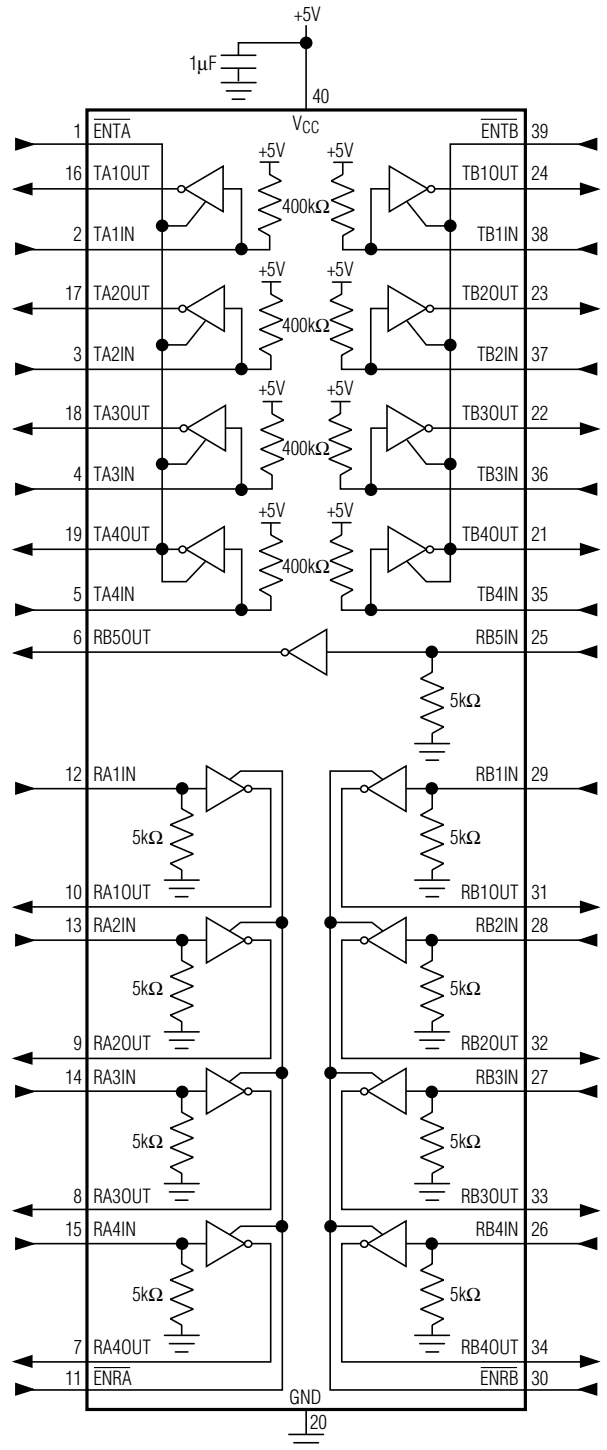 +5V
1μF
40
VCC
1 ENTA ENTB 39
16 TA1OUT +5V +5V TB1OUT 24
400kΩ
2 TA1IN TB1IN 38
17 TA2OUT +5V +5V TB2OUT 23
400kΩ
3 TA2IN TB2IN 37
18 TA3OUT +5V +5V TB3OUT 22
400kΩ
4 TA3IN TB3IN 36
19 TA4OUT +5V +5V TB4OUT 21
400kΩ
5 TA4IN TB4IN 35
6 RB5OUT RB5IN 25
5kΩ
12 RA1IN RB1IN 29
5kΩ 5kΩ
10 RA1OUT RB1OUT 31
13 RA2IN RB2IN 28
5kΩ 5kΩ
9 RA2OUT RB2OUT 32
14 RA3IN RB3IN 27
5kΩ 5kΩ
8 RA3OUT RB3OUT 33
15 RA4IN RB4IN 26
5kΩ 5kΩ
7 RA4OUT RB4OUT 34
11 ENRA ENRB 30
GND
20